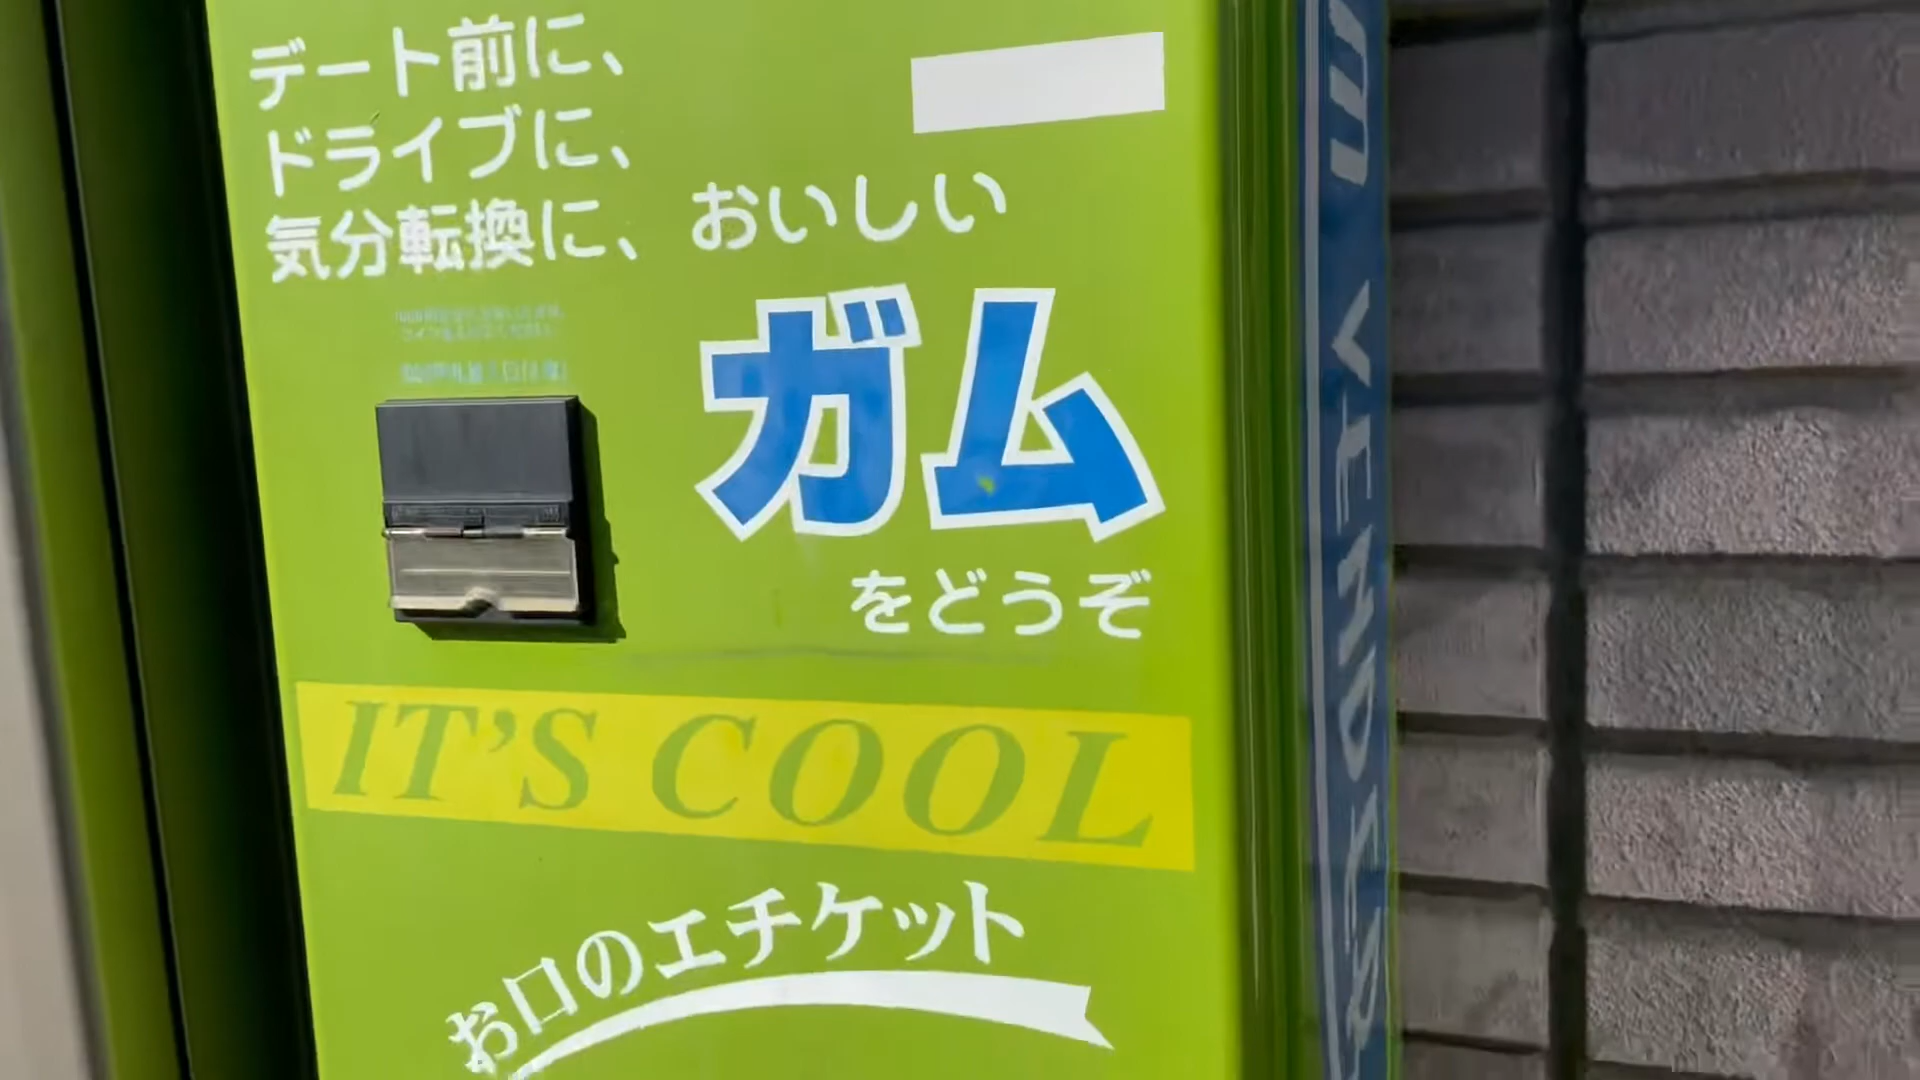 デート前に、
ドライブに、
気分転換に、おいしい
ガム
をどうぞ
IT'S COOL
お口のエチケット
M VENDER